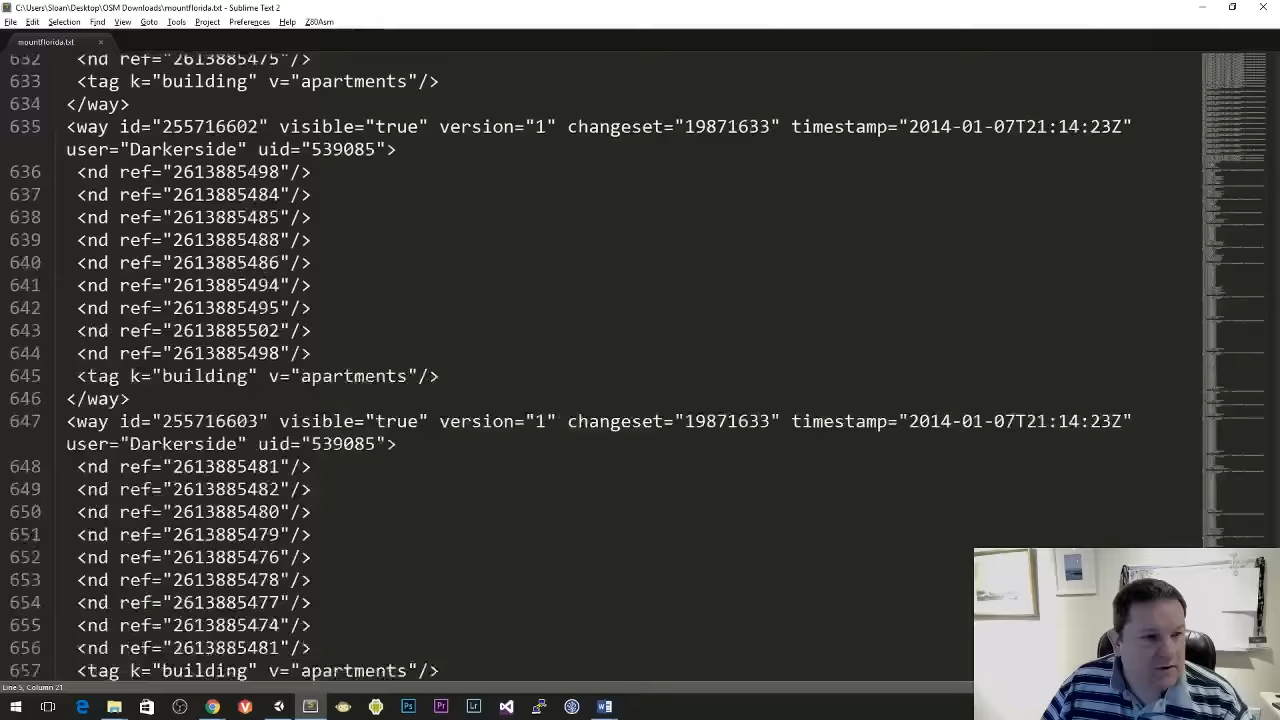 C:\Users\Sloan\Desktop\OSM Downloads\mountflorida.txt - Sublime Text 2
File Edit Selection Find View Goto Tools Project Preferences Help Z80Asm
mountflorida.txt ×
632 <nd ref="2613885475"/>
633 <tag k="building" v="apartments"/>
634 </way>
635 <way id="255716602" visible="true" version="1" changeset="19871633" timestamp="2014-01-07T21:14:23Z"
user="Darkerside" uid="539085">
636 <nd ref="2613885498"/>
637 <nd ref="2613885484"/>
638 <nd ref="2613885485"/>
639 <nd ref="2613885488"/>
640 <nd ref="2613885486"/>
641 <nd ref="2613885494"/>
642 <nd ref="2613885495"/>
643 <nd ref="2613885502"/>
644 <nd ref="2613885498"/>
645 <tag k="building" v="apartments"/>
646 </way>
647 <way id="255716603" visible="true" version="1" changeset="19871633" timestamp="2014-01-07T21:14:23Z"
user="Darkerside" uid="539085">
648 <nd ref="2613885481"/>
649 <nd ref="2613885482"/>
650 <nd ref="2613885480"/>
651 <nd ref="2613885479"/>
652 <nd ref="2613885476"/>
653 <nd ref="2613885478"/>
654 <nd ref="2613885477"/>
655 <nd ref="2613885474"/>
656 <nd ref="2613885481"/>
657 <tag k="building" v="apartments"/>
Line 5, Column 21